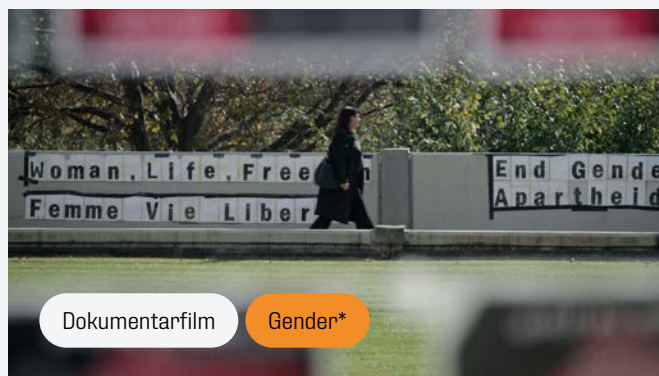 Woman,Life,Free
End Gende
Femme Vie Liber
Apartheid
Dokumentarfilm
Gender*